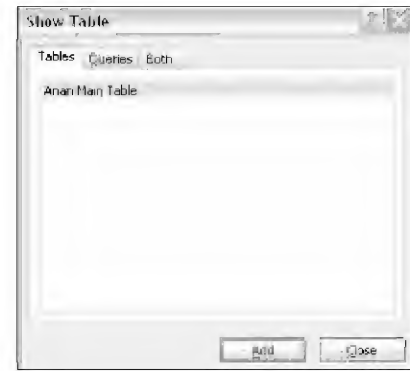 Show Table
Tables Queries Both
Anan Main Table
Add Close